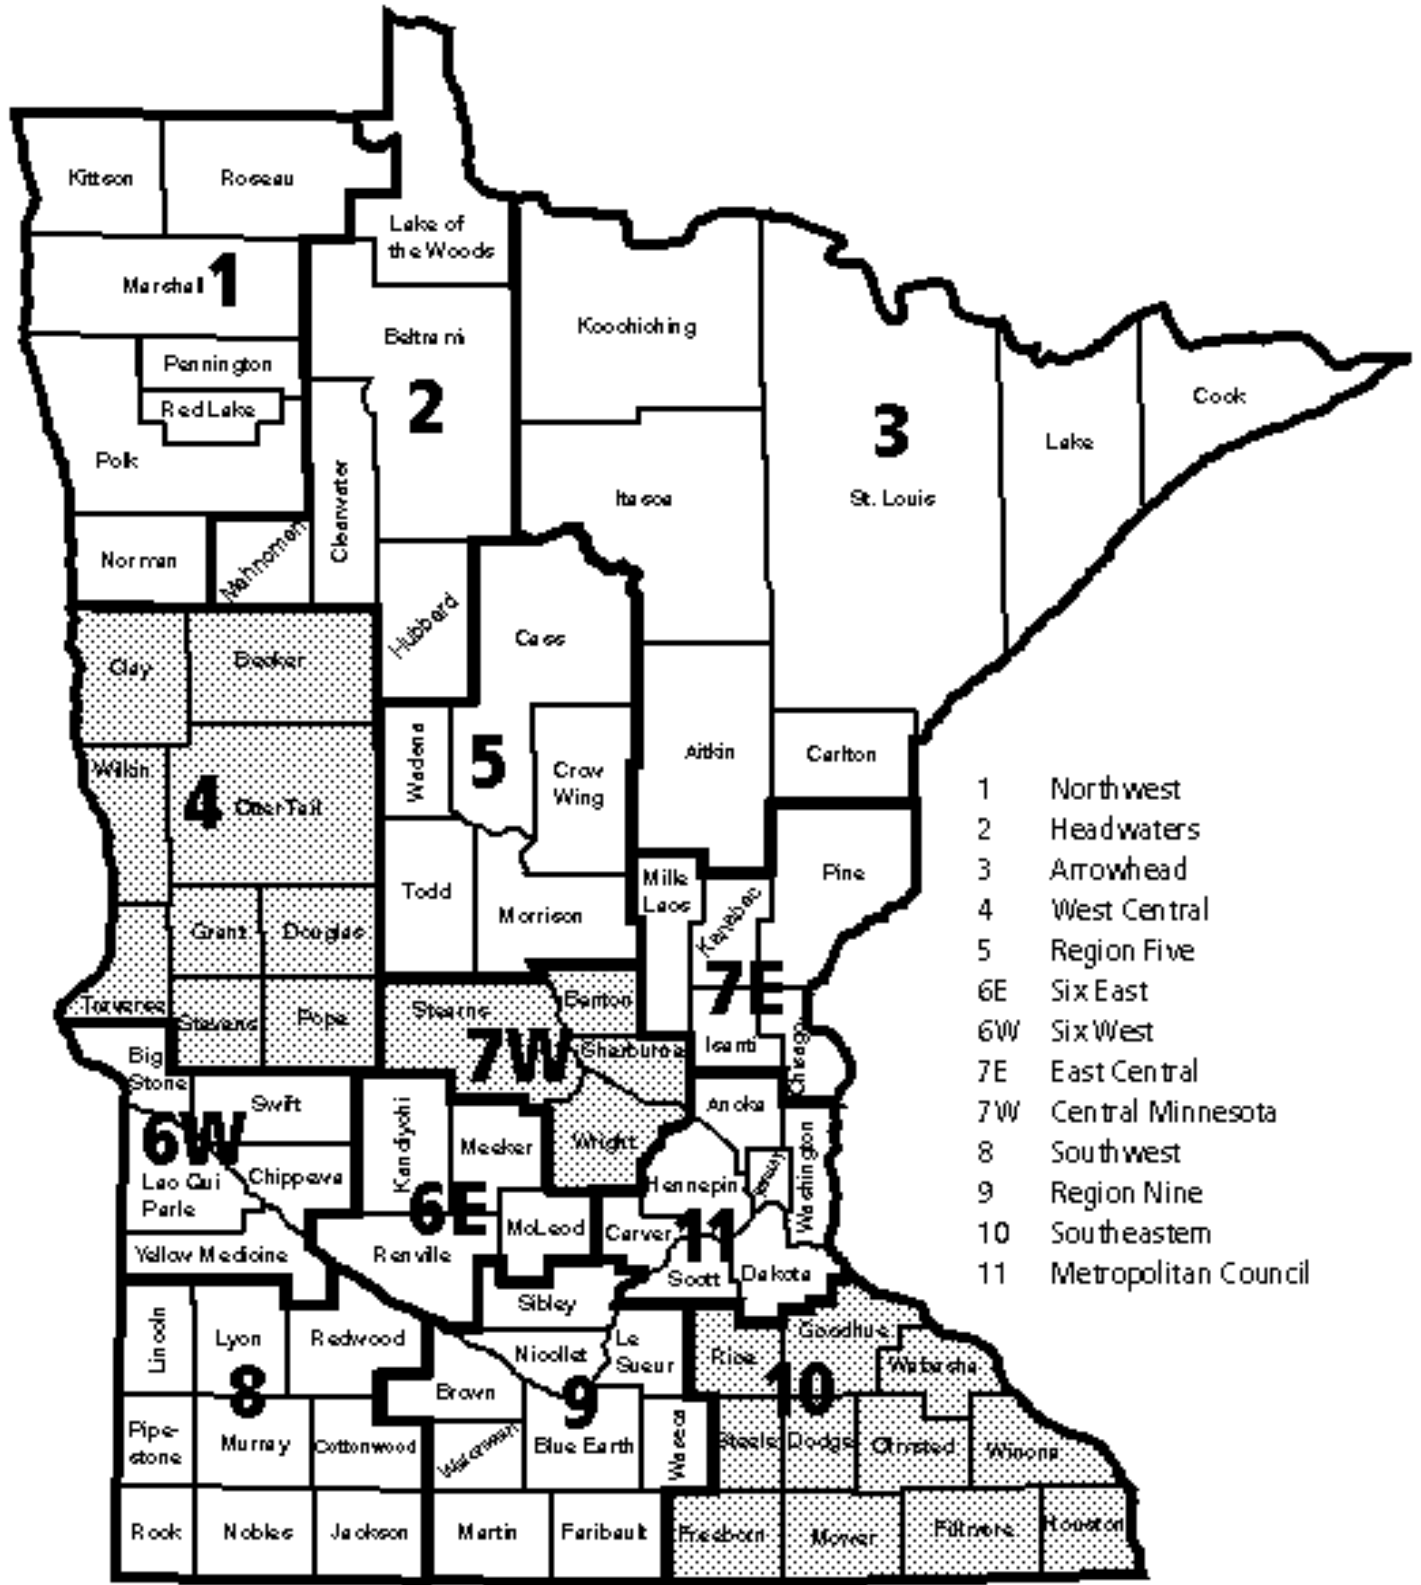 Kittson
Roseau
Lake of
the Woods
Marshall
1
Koochiching
Beltrami
Pennington
Red Lake
2
3
Cook
Lake
Polk
Clearwater
Itasca
St. Louis
Norman
Mahnomen
Hubbard
Cass
Clay
Becker
Wadena
5
Aitkin
Carlton
Wilkin
4
Otter Tail
Crow
Wing
Todd
Morrison
Mille
Lacs
Kanabec
Pine
Grant
Douglas
7E
Traverse
Stevens
Pope
Stearns
Benton
7W
Sherburne
Isanti
Chisago
Big
Stone
Swift
6W
Kandiyohi
Meeker
Wright
Anoka
Washington
Lac Qui
Parle
Chippewa
6E
McLeod
Hennepin
Carver
11
Yellow Medicine
Renville
Scott
Dakota
Sibley
Lincoln
Lyon
Redwood
Nicollet
Le
Sueur
Rice
Goodhue
Wabasha
8
Brown
9
10
Pipe-
stone
Murray
Cottonwood
Watonwan
Blue Earth
Waseca
Steele
Dodge
Olmsted
Winona
Rock
Nobles
Jackson
Martin
Faribault
Freeborn
Mower
Fillmore
Houston
1 Northwest
2 Headwaters
3 Arrowhead
4 West Central
5 Region Five
6E Six East
6W Six West
7E East Central
7W Central Minnesota
8 Southwest
9 Region Nine
10 Southeastern
11 Metropolitan Council